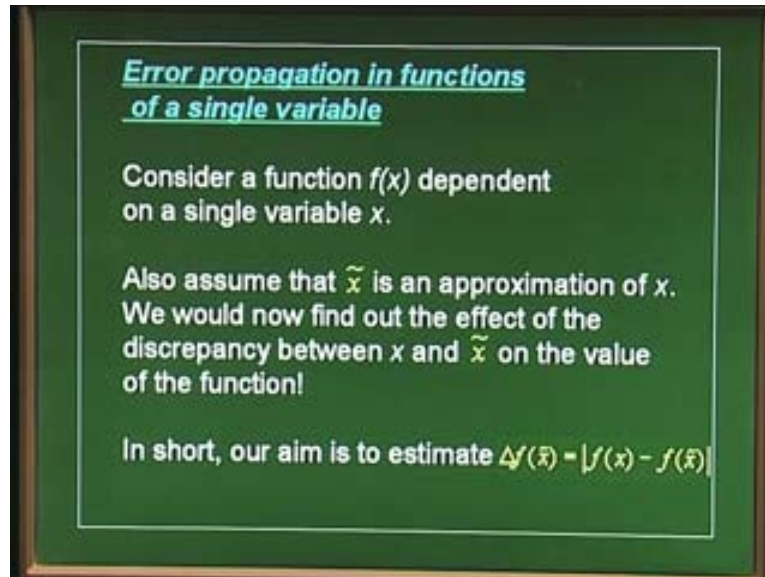 Error propagation in functions
of a single variable
Consider a function f(x) dependent
on a single variable x.
Also assume that x̃ is an approximation of x.
We would now find out the effect of the
discrepancy between x and x̃ on the value
of the function!
In short, our aim is to estimate Δf(x̃) = |f(x) − f(x̃)|